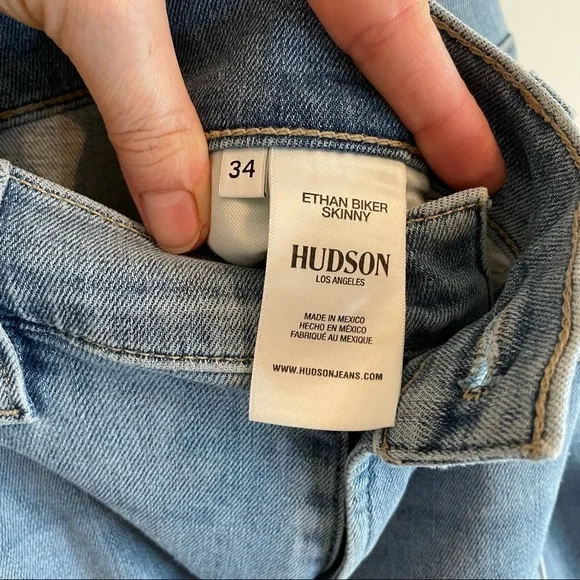 34
ETHAN BIKER
SKINNY
HUDSON
LOS ANGELES
MADE IN MEXICO
HECHO EN MÉXICO
FABRIQUÉ AU MEXIQUE
WWW.HUDSONJEANS.COM